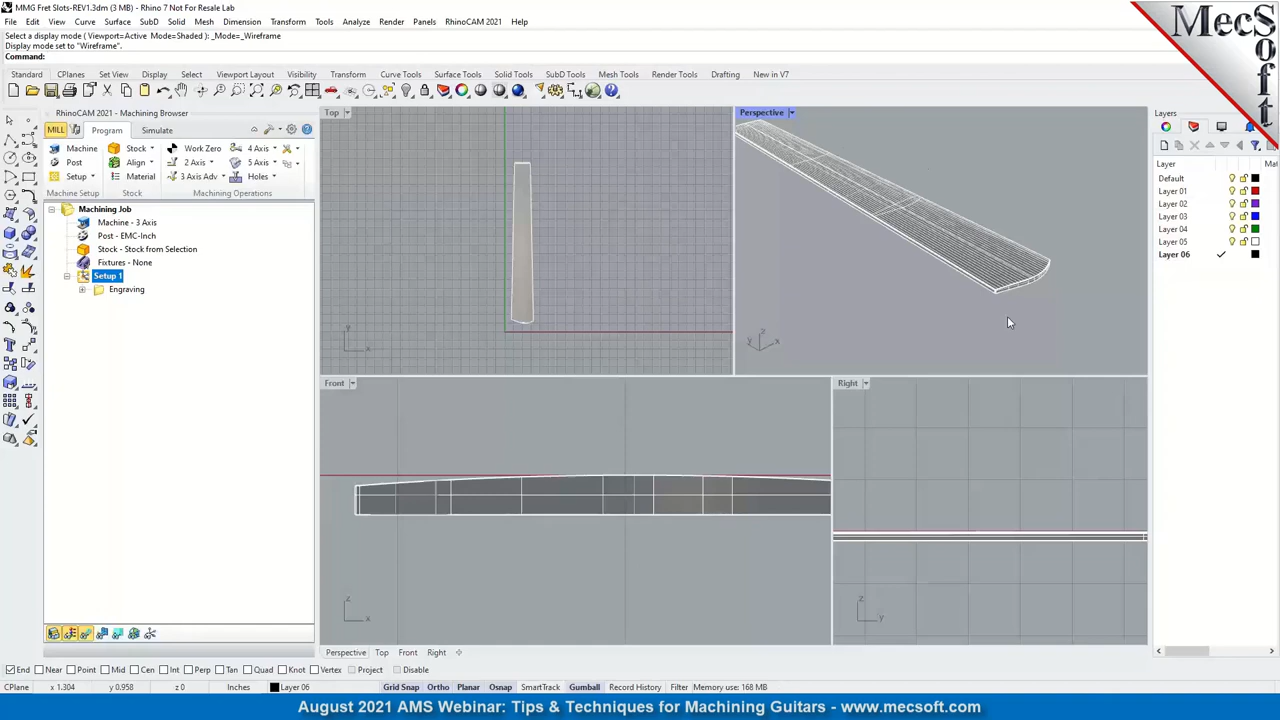 MMG Fret Slots-REV1.3dm (3 MB) - Rhino 7 Not For Resale Lab
File Edit View Curve Surface SubD Solid Mesh Dimension Transform Tools Analyze Render Panels RhinoCAM 2021 Help
Select a display mode ( Viewport=Active Mode=Shaded ): _Mode=_Wireframe
Display mode set to "Wireframe".
Command:
Standard CPlanes Set View Display Select Viewport Layout Visibility Transform Curve Tools Surface Tools Solid Tools SubD Tools Mesh Tools Render Tools Drafting New in V7
RhinoCAM 2021 - Machining Browser
MILL Program Simulate
Machine Stock Work Zero 4 Axis
Post Align 2 Axis 5 Axis
Setup Material 3 Axis Adv Holes
Machine Setup Stock Machining Operations
Machining Job
Machine - 3 Axis
Post - EMC-Inch
Stock - Stock from Selection
Fixtures - None
Setup 1
Engraving
Top
y
x
Perspective
z
y
x
Front
z
x
Right
z
y
Layers
Layer Mat
Default
Layer 01
Layer 02
Layer 03
Layer 04
Layer 05
Layer 06
MecSoft
Perspective Top Front Right
End Near Point Mid Cen Int Perp Tan Quad Knot Vertex Project Disable
CPlane x 1.304 y 0.958 z 0 Inches Layer 06 Grid Snap Ortho Planar Osnap SmartTrack Gumball Record History Filter Memory use: 168 MB
August 2021 AMS Webinar: Tips & Techniques for Machining Guitars - www.mecsoft.com